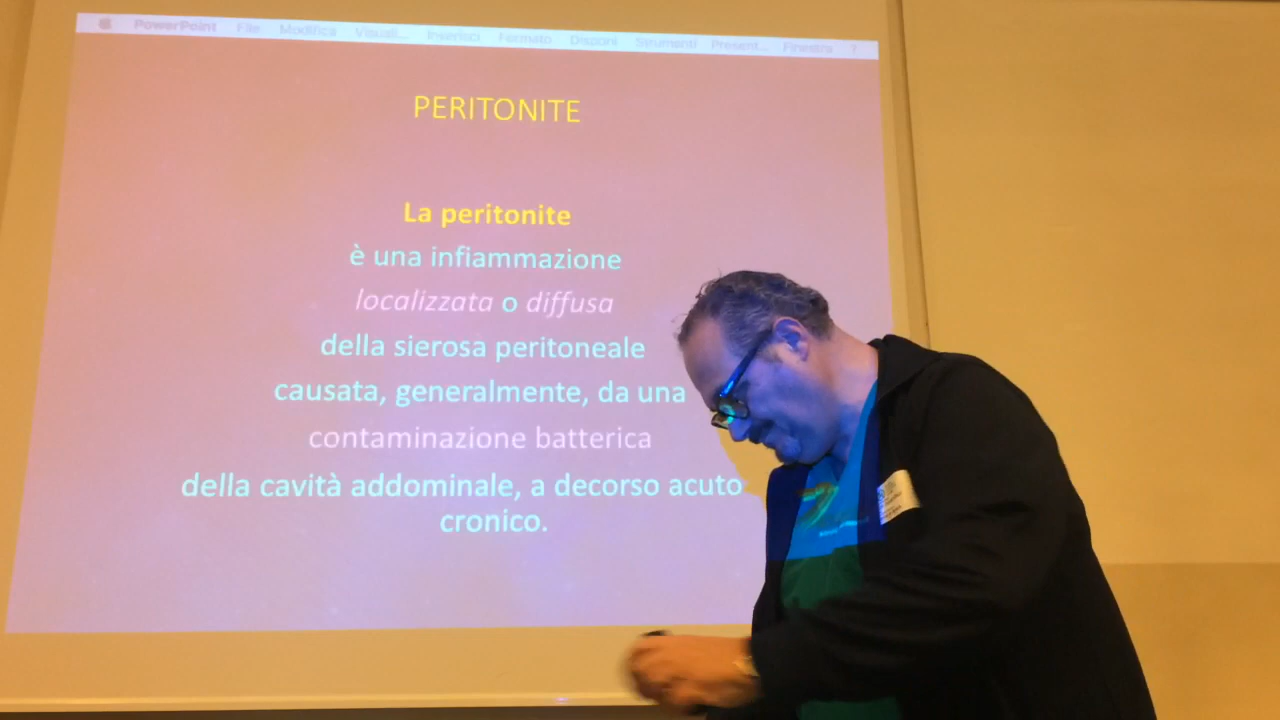 PowerPoint File Modifica Visuali... Inserisci Formato Disponi Strumenti Present... Finestra ?
PERITONITE
La peritonite
è una infiammazione
localizzata o diffusa
della sierosa peritoneale
causata, generalmente, da una
contaminazione batterica
della cavità addominale, a decorso acuto
cronico.